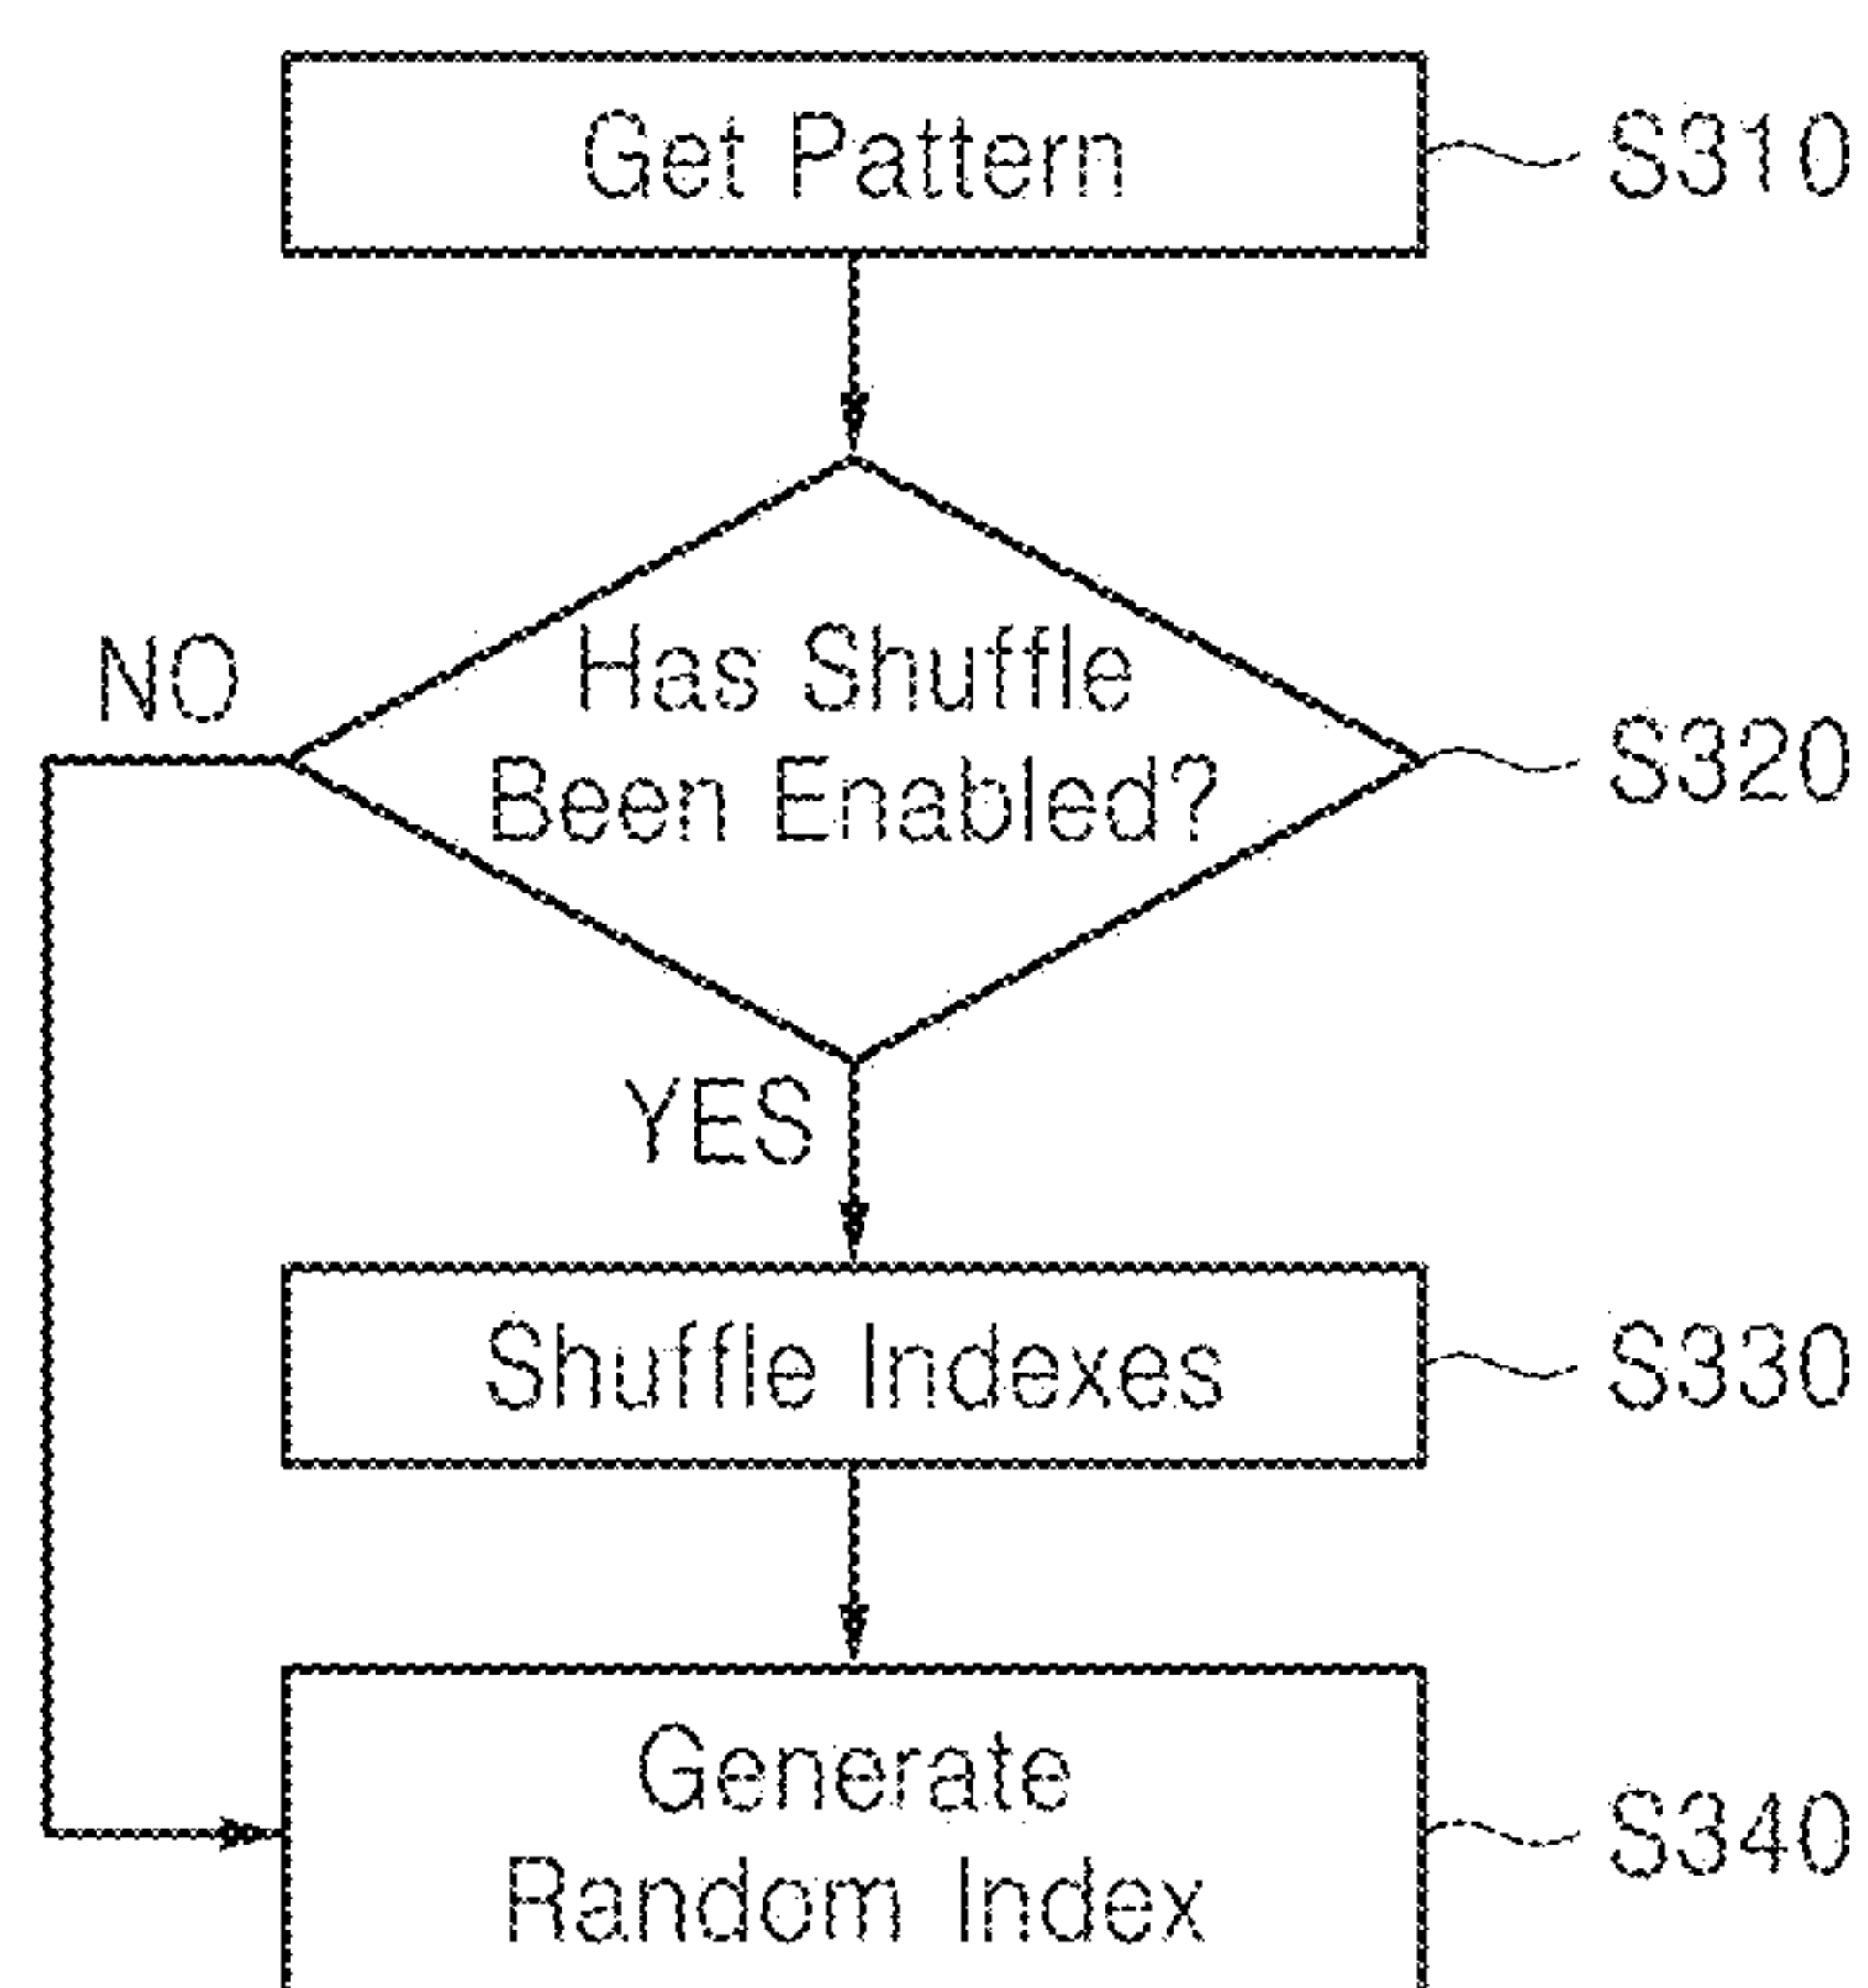 Get Pattern
S310
Has Shuffle
Been Enabled?
S320
NO
YES
Shuffle Indexes
S330
Generate
Random Index
S340